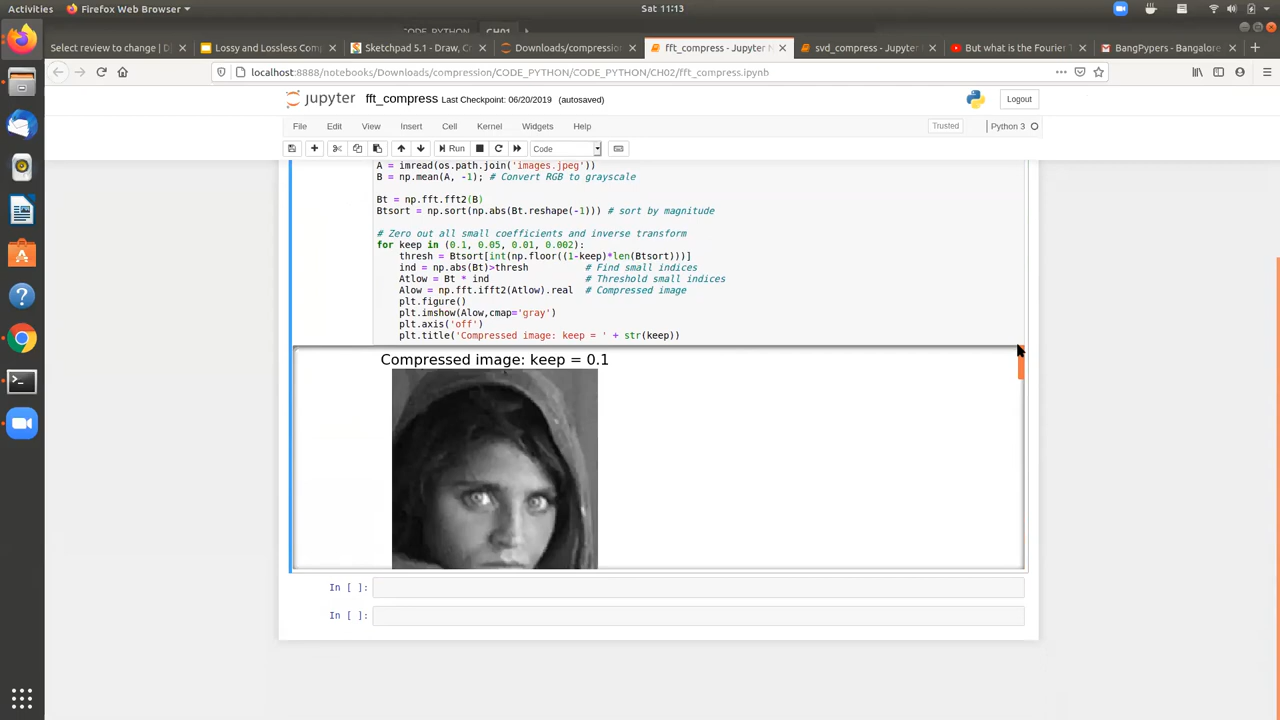 Activities Firefox Web Browser Sat 11:13
CODE_PYTHON CH01
Select review to change | D Lossy and Lossless Comp Sketchpad 5.1 - Draw, Cr Downloads/compression fft_compress - Jupyter N svd_compress - Jupyter But what is the Fourier T BangPypers - Bangalore
localhost:8888/notebooks/Downloads/compression/CODE_PYTHON/CODE_PYTHON/CH02/fft_compress.ipynb
jupyter fft_compress Last Checkpoint: 06/20/2019 (autosaved) Logout
File Edit View Insert Cell Kernel Widgets Help Trusted Python 3
Run Code
A = imread(os.path.join('images.jpeg'))
B = np.mean(A, -1); # Convert RGB to grayscale
Bt = np.fft.fft2(B)
Btsort = np.sort(np.abs(Bt.reshape(-1))) # sort by magnitude
# Zero out all small coefficients and inverse transform
for keep in (0.1, 0.05, 0.01, 0.002):
thresh = Btsort[int(np.floor((1-keep)*len(Btsort)))]
ind = np.abs(Bt)>thresh # Find small indices
Atlow = Bt * ind # Threshold small indices
Alow = np.fft.ifft2(Atlow).real # Compressed image
plt.figure()
plt.imshow(Alow,cmap='gray')
plt.axis('off')
plt.title('Compressed image: keep = ' + str(keep))
Compressed image: keep = 0.1
In [ ]:
In [ ]: